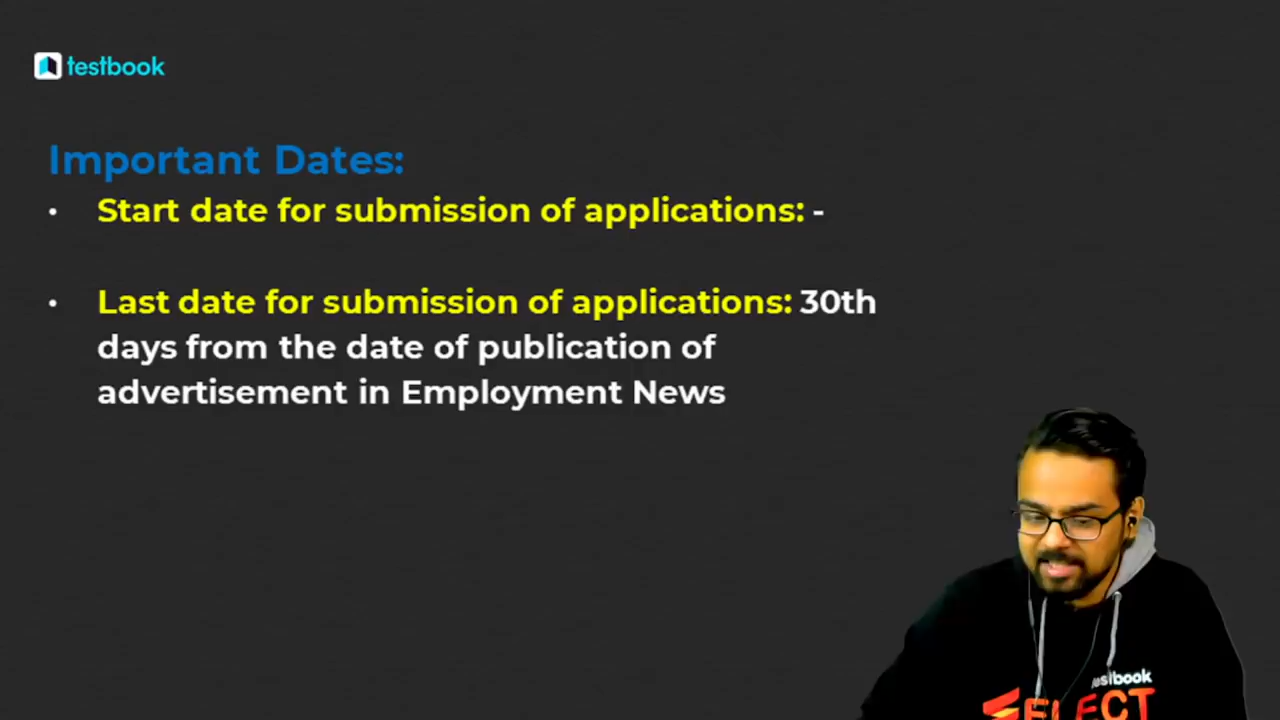 testbook
Important Dates:
• Start date for submission of applications: -
• Last date for submission of applications: 30th
days from the date of publication of
advertisement in Employment News
testbook
SELECT